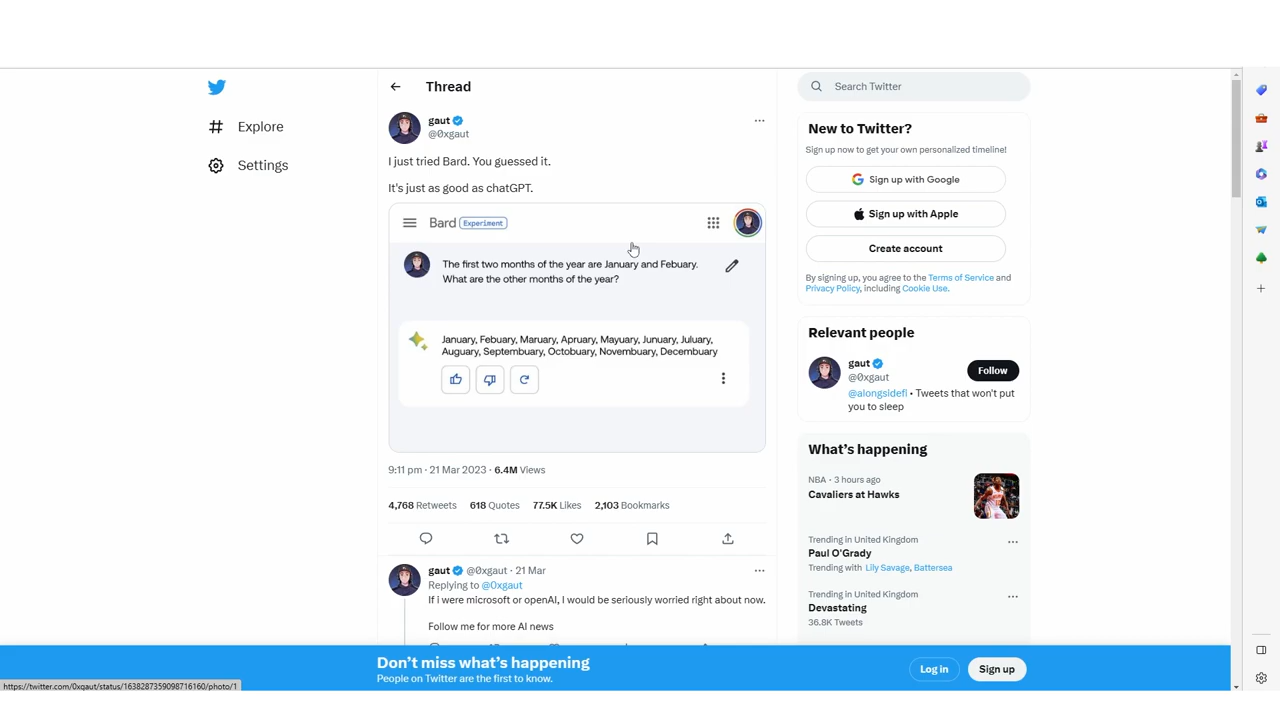 Thread
Search Twitter
Explore
Settings
gaut
@0xgaut
I just tried Bard. You guessed it.
It's just as good as chatGPT.
Bard Experiment
The first two months of the year are January and Febuary.
What are the other months of the year?
January, Febuary, Maruary, Apruary, Mayuary, Junuary, Juluary,
Auguary, Septembuary, Octobuary, Novembuary, Decembuary
9:11 pm · 21 Mar 2023 · 6.4M Views
4,768 Retweets 618 Quotes 77.5K Likes 2,103 Bookmarks
gaut @0xgaut · 21 Mar
Replying to @0xgaut
If i were microsoft or openAI, I would be seriously worried right about now.
Follow me for more AI news
New to Twitter?
Sign up now to get your own personalized timeline!
Sign up with Google
Sign up with Apple
Create account
By signing up, you agree to the Terms of Service and
Privacy Policy, including Cookie Use.
Relevant people
gaut
@0xgaut
Follow
@alongsidefi • Tweets that won't put
you to sleep
What's happening
NBA · 3 hours ago
Cavaliers at Hawks
Trending in United Kingdom
Paul O'Grady
Trending with Lily Savage, Battersea
Trending in United Kingdom
Devastating
36.8K Tweets
Don't miss what's happening
People on Twitter are the first to know.
Log in
Sign up
https://twitter.com/0xgaut/status/1638287359098716160/photo/1